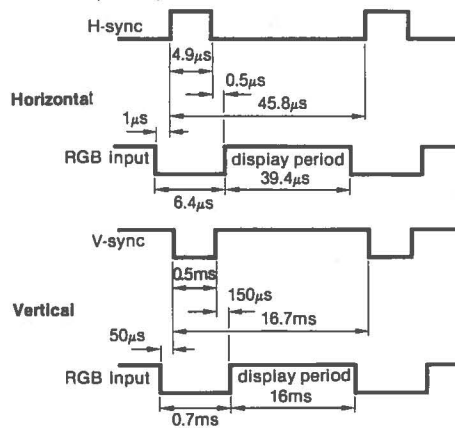 H-sync
4.9μs
0.5μs
Horizontal
45.8μs
1μs
RGB input
display period
39.4μs
6.4μs
V-sync
0.5ms
150μs
Vertical
16.7ms
50μs
RGB Input
display period
16ms
0.7ms